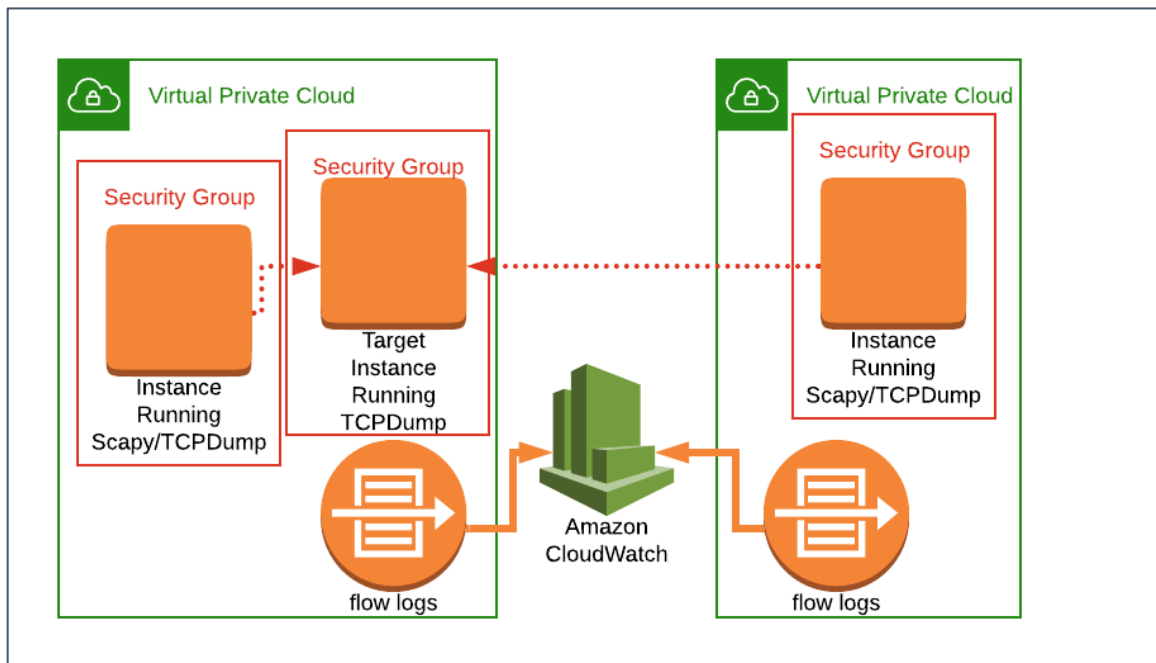 Virtual Private Cloud
Security Group
Instance
Running
Scapy/TCPDump
Security Group
Target
Instance
Running
TCPDump
flow logs
Amazon
CloudWatch
Virtual Private Cloud
Security Group
Instance
Running
Scapy/TCPDump
flow logs